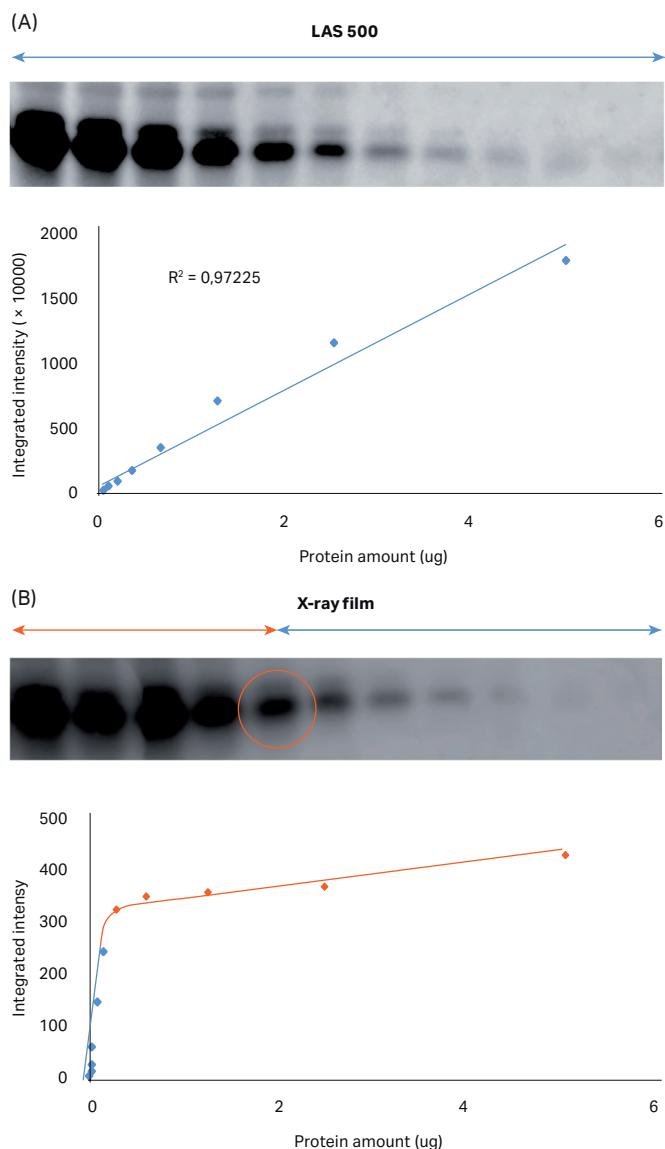 (A)
LAS 500
2000
R² = 0,97225
1500
1000
500
0
Integrated intensity ( × 10000)
0 2 4 6
Protein amount (ug)
(B)
X-ray film
500
400
300
200
100
0
Integrated intensy
0 2 4 6
Protein amount (ug)